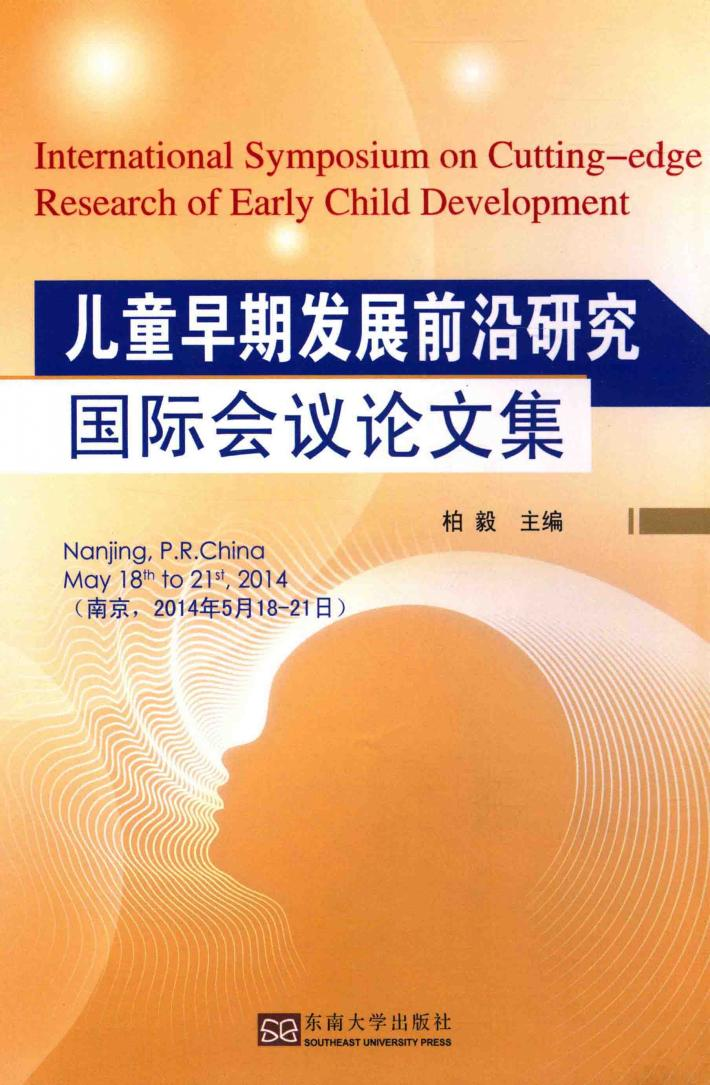 International Symposium on Cutting-edge
Research of Early Child Development
儿童早期发展前沿研究
国际会议论文集
柏 毅 主编
Nanjing, P.R.China
May 18th to 21st, 2014
（南京，2014年5月18-21日）
东南大学出版社
SOUTHEAST UNIVERSITY PRESS